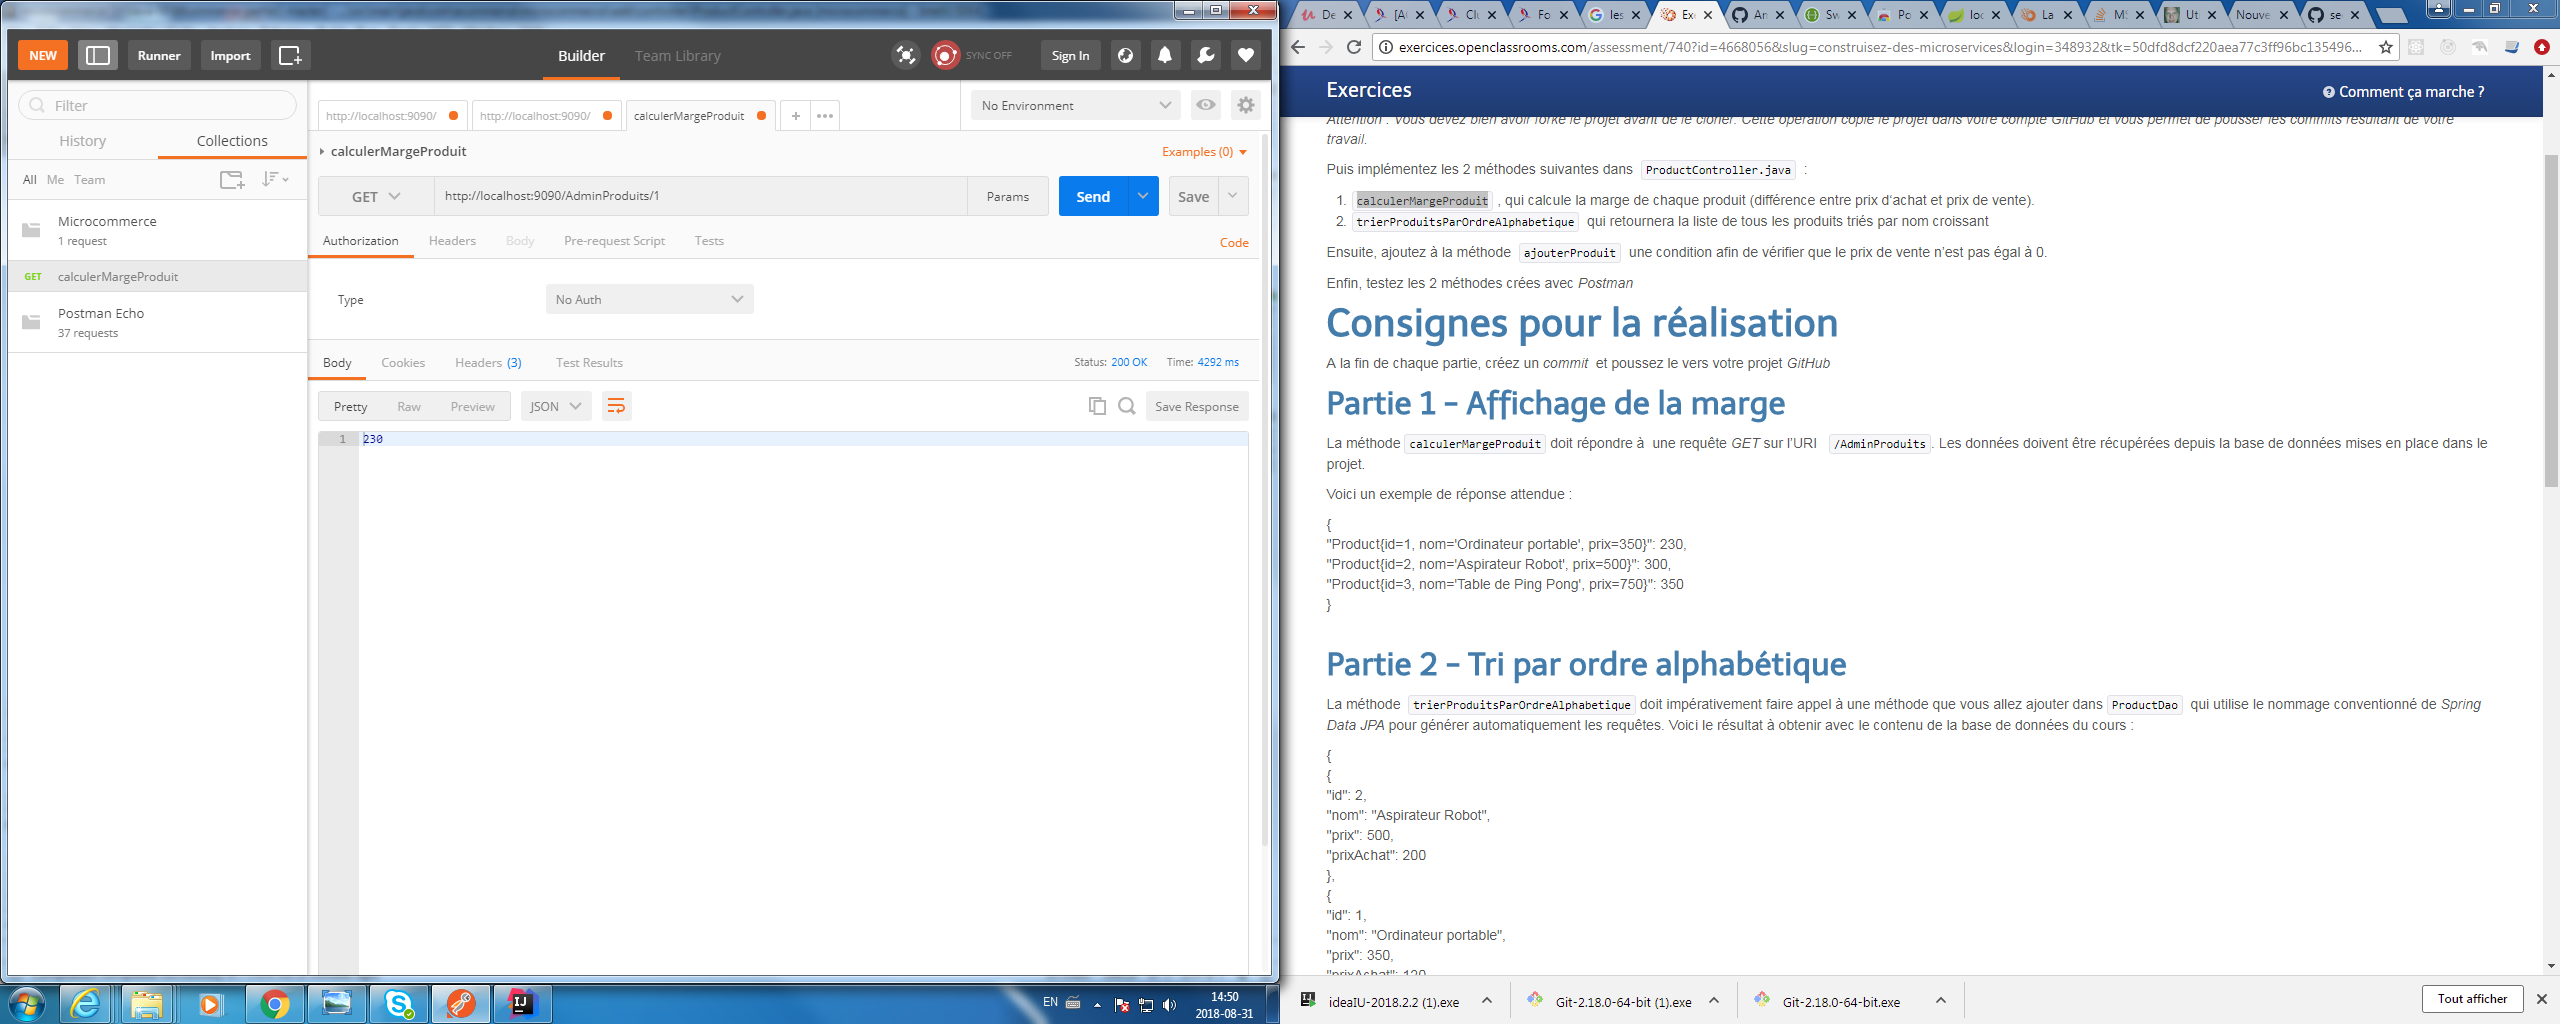 NEW
Runner
Import
Builder
Team Library
SYNC OFF
Sign In
Filter
History
Collections
All Me Team
Microcommerce
1 request
GET calculerMargeProduit
Postman Echo
37 requests
http://localhost:9090/
http://localhost:9090/
calculerMargeProduit
+
No Environment
calculerMargeProduit
Examples (0)
GET
http://localhost:9090/AdminProduits/1
Params
Send
Save
Authorization
Headers
Body
Pre-request Script
Tests
Code
Type
No Auth
Body
Cookies
Headers (3)
Test Results
Status: 200 OK
Time: 4292 ms
Pretty
Raw
Preview
JSON
Save Response
1 230
EN
14:50
2018-08-31
De
[A
Cl
Fo
les
Exe
An
Sw
Po
loc
La
MS
Ut
Nouve
se
exercices.openclassrooms.com/assessment/740?id=4668056&slug=construisez-des-microservices&login=348932&tk=50dfd8dcf220aea77c3ff96bc135496...
Exercices
Comment ça marche ?
Attention : Vous devez bien avoir forké le projet avant de le cloner. Cette opération copie le projet dans votre compte GitHub et vous permet de pousser les commits résultant de votre
travail.
Puis implémentez les 2 méthodes suivantes dans ProductController.java :
1. calculerMargeProduit , qui calcule la marge de chaque produit (différence entre prix d'achat et prix de vente).
2. trierProduitsParOrdreAlphabetique qui retournera la liste de tous les produits triés par nom croissant
Ensuite, ajoutez à la méthode ajouterProduit une condition afin de vérifier que le prix de vente n'est pas égal à 0.
Enfin, testez les 2 méthodes crées avec Postman
Consignes pour la réalisation
A la fin de chaque partie, créez un commit et poussez le vers votre projet GitHub
Partie 1 - Affichage de la marge
La méthode calculerMargeProduit doit répondre à une requête GET sur l'URI /AdminProduits. Les données doivent être récupérées depuis la base de données mises en place dans le
projet.
Voici un exemple de réponse attendue :
{
"Product{id=1, nom='Ordinateur portable', prix=350}": 230,
"Product{id=2, nom='Aspirateur Robot', prix=500}": 300,
"Product{id=3, nom='Table de Ping Pong', prix=750}": 350
}
Partie 2 - Tri par ordre alphabétique
La méthode trierProduitsParOrdreAlphabetique doit impérativement faire appel à une méthode que vous allez ajouter dans ProductDao qui utilise le nommage conventionné de Spring
Data JPA pour générer automatiquement les requêtes. Voici le résultat à obtenir avec le contenu de la base de données du cours :
{
{
"id": 2,
"nom": "Aspirateur Robot",
"prix": 500,
"prixAchat": 200
},
{
"id": 1,
"nom": "Ordinateur portable",
"prix": 350,
"prixAchat": 120
ideaIU-2018.2.2 (1).exe
Git-2.18.0-64-bit (1).exe
Git-2.18.0-64-bit.exe
Tout afficher